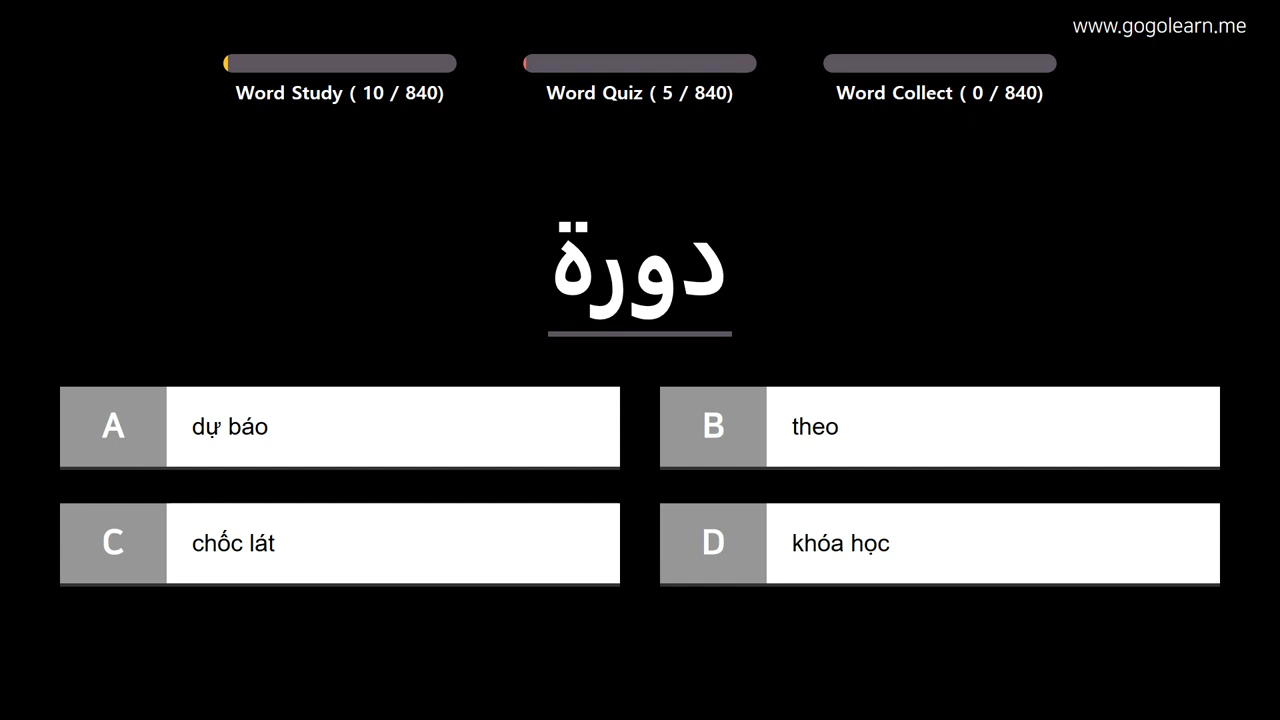 www.gogolearn.me
Word Study ( 10 / 840)
Word Quiz ( 5 / 840)
Word Collect ( 0 / 840)
دورة
A dự báo
B theo
C chốc lát
D khóa học